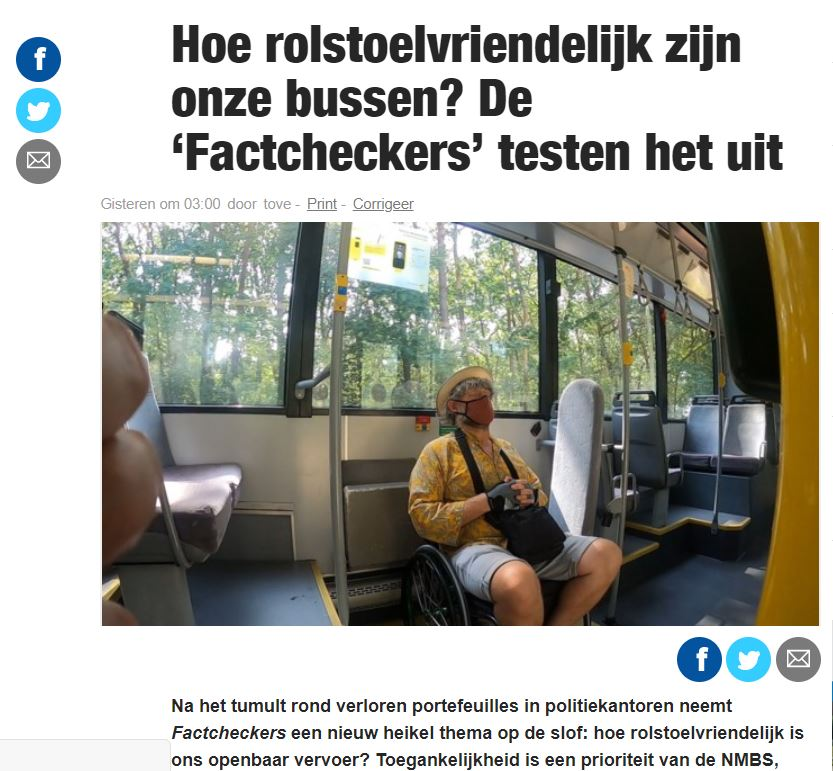 Hoe rolstoelvriendelijk zijn
onze bussen? De
‘Factcheckers’ testen het uit
Gisteren om 03:00 door tove - Print - Corrigeer
Na het tumult rond verloren portefeuilles in politiekantoren neemt
Factcheckers een nieuw heikel thema op de slof: hoe rolstoelvriendelijk is
ons openbaar vervoer? Toegankelijkheid is een prioriteit van de NMBS,